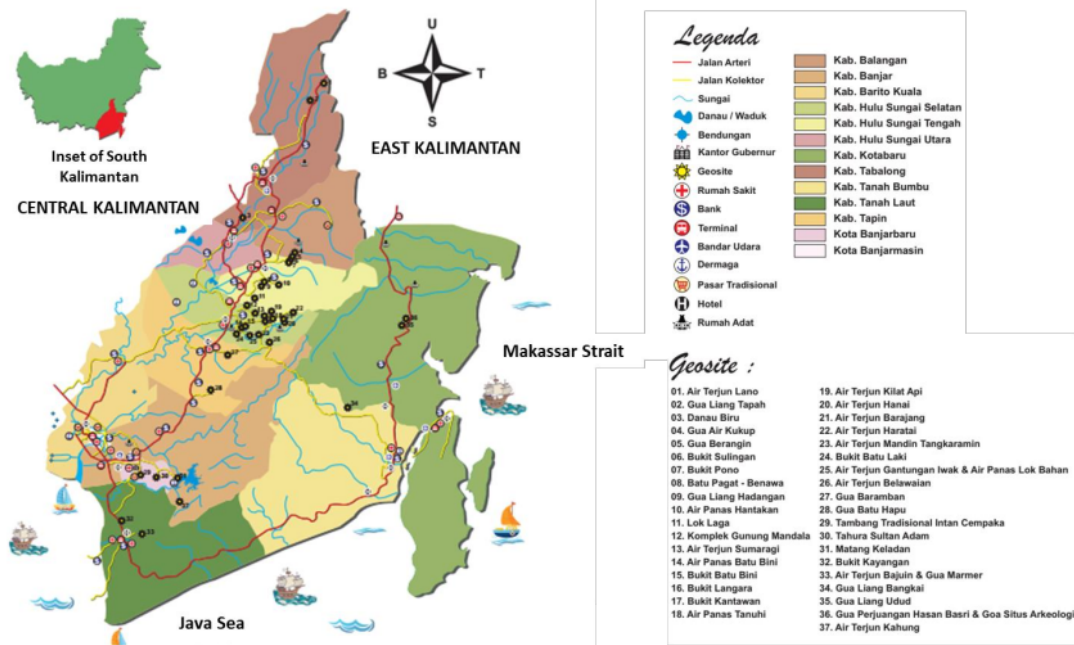 U
B
T
S
Inset of South
Kalimantan
EAST KALIMANTAN
CENTRAL KALIMANTAN
Makassar Strait
Java Sea
Legenda
Jalan Arteri
Jalan Kolektor
Sungai
Danau / Waduk
Bendungan
Kantor Gubernur
Geosite
Rumah Sakit
Bank
Terminal
Bandar Udara
Dermaga
Pasar Tradisional
Hotel
Rumah Adat
Kab. Balangan
Kab. Banjar
Kab. Barito Kuala
Kab. Hulu Sungai Selatan
Kab. Hulu Sungai Tengah
Kab. Hulu Sungai Utara
Kab. Kotabaru
Kab. Tabalong
Kab. Tanah Bumbu
Kab. Tanah Laut
Kab. Tapin
Kota Banjarbaru
Kota Banjarmasin
Geosite :
01. Air Terjun Lano
02. Gua Liang Tapah
03. Danau Biru
04. Gua Air Kukup
05. Gua Berangin
06. Bukit Sulingan
07. Bukit Pono
08. Batu Pagat - Benawa
09. Gua Liang Hadangan
10. Air Panas Hantakan
11. Lok Laga
12. Komplek Gunung Mandala
13. Air Terjun Sumaragi
14. Air Panas Batu Bini
15. Bukit Batu Bini
16. Bukit Langara
17. Bukit Kantawan
18. Air Panas Tanuhi
19. Air Terjun Kilat Api
20. Air Terjun Hanai
21. Air Terjun Barajang
22. Air Terjun Haratai
23. Air Terjun Mandin Tangkaramin
24. Bukit Batu Laki
25. Air Terjun Gantungan Iwak & Air Panas Lok Bahan
26. Air Terjun Belawaian
27. Gua Baramban
28. Gua Batu Hapu
29. Tambang Tradisional Intan Cempaka
30. Tahura Sultan Adam
31. Matang Keladan
32. Bukit Kayangan
33. Air Terjun Bajuin & Gua Marmer
34. Gua Liang Bangkai
35. Gua Liang Udud
36. Gua Perjuangan Hasan Basri & Goa Situs Arkeologi
37. Air Terjun Kahung